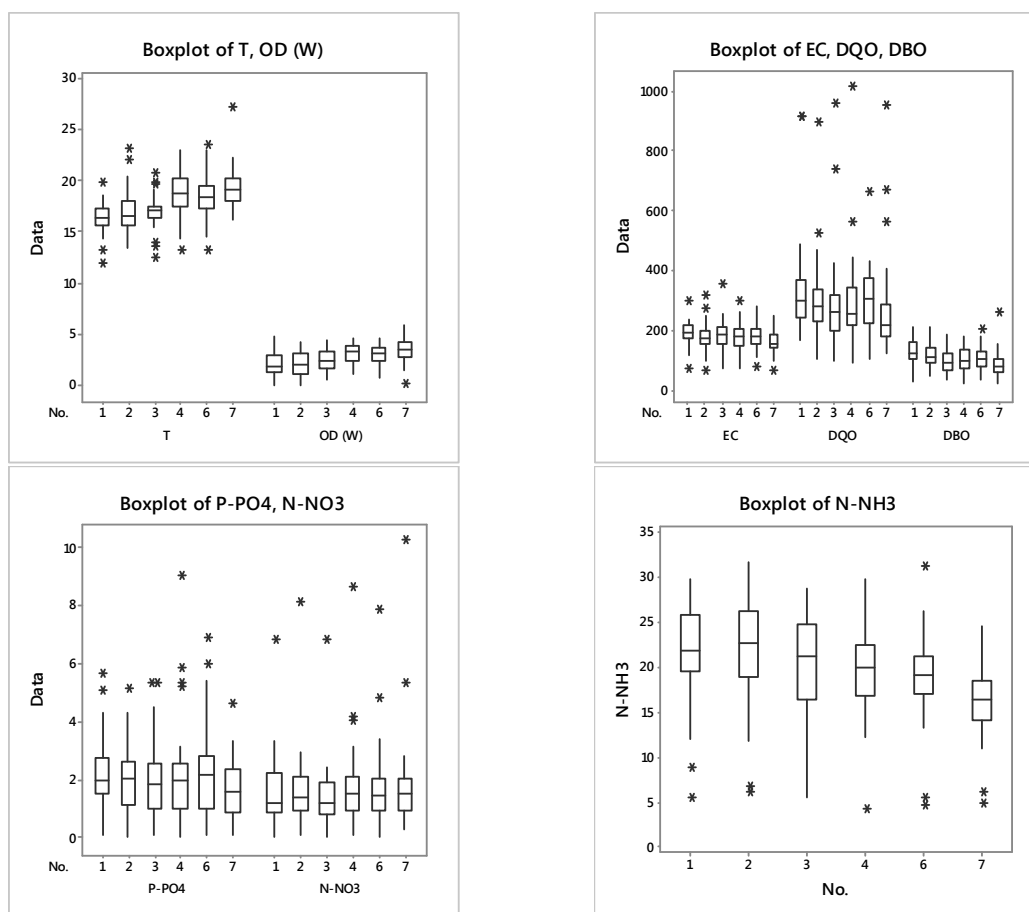 Boxplot of T, OD (W)
30
25
20
15
10
5
0
Data
No. 1 2 3 4 6 7 1 2 3 4 6 7
T OD (W)
Boxplot of EC, DQO, DBO
1000
800
600
400
200
0
Data
No. 1 2 3 4 6 7 1 2 3 4 6 7 1 2 3 4 6 7
EC DQO DBO
Boxplot of P-PO4, N-NO3
10
8
6
4
2
0
Data
No. 1 2 3 4 6 7 1 2 3 4 6 7
P-PO4 N-NO3
Boxplot of N-NH3
35
30
25
20
15
10
5
0
N-NH3
1 2 3 4 6 7
No.